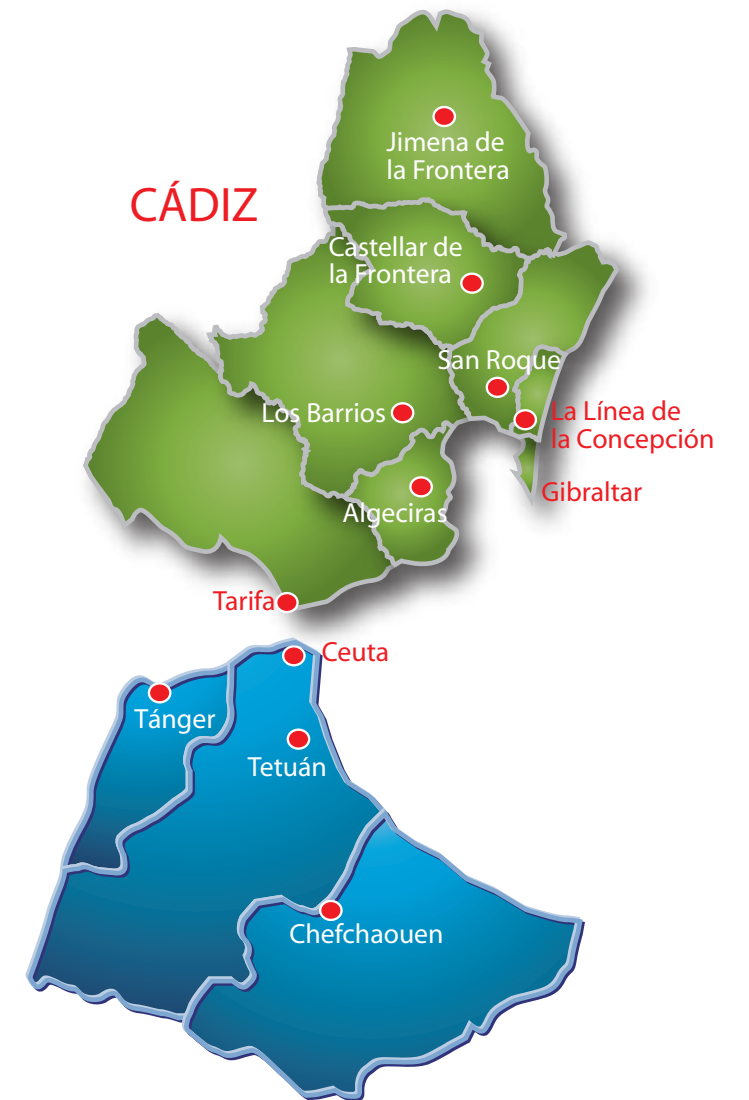 Jimena de
la Frontera
CÁDIZ
Castellar de
la Frontera
San Roque
La Línea de
la Concepción
Los Barrios
Gibraltar
Algeciras
Tarifa
Ceuta
Tánger
Tetuán
Chefchaouen